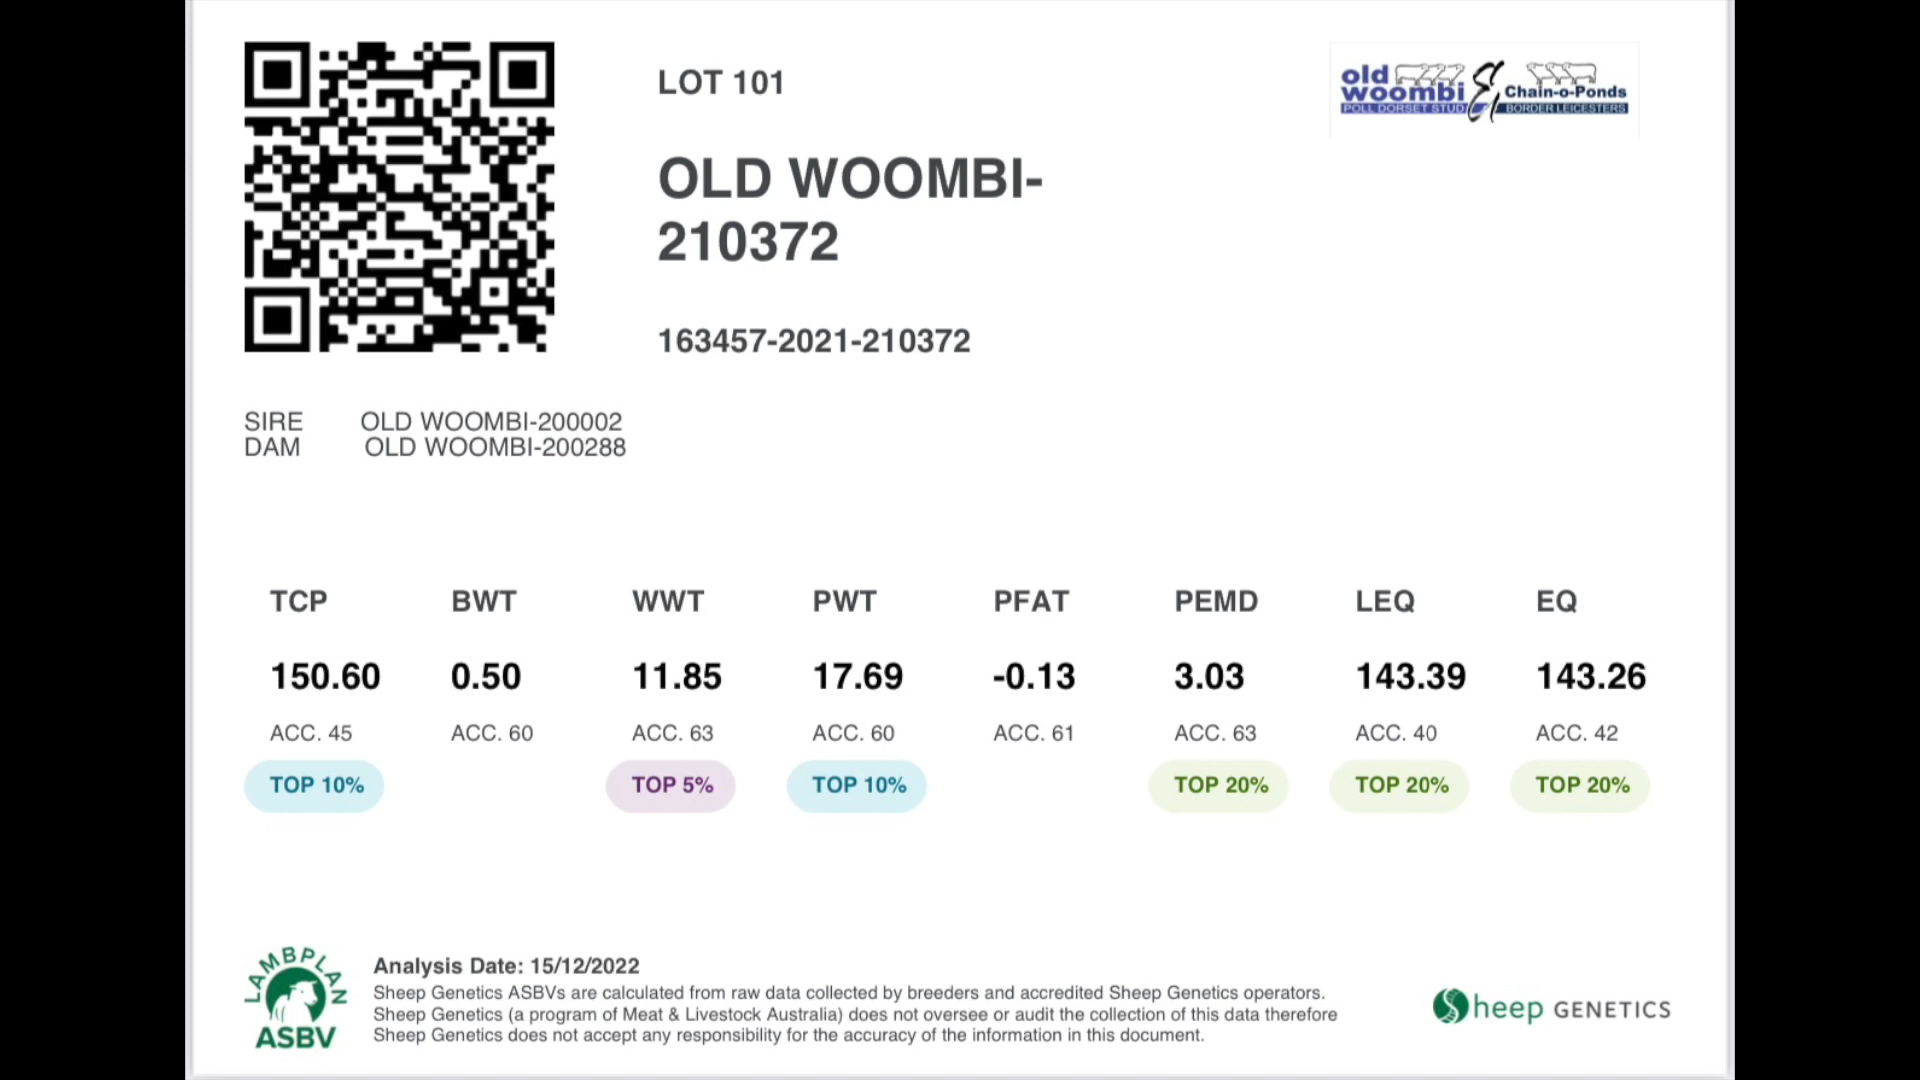 LOT 101
old woombi
POLL DORSET STUD
&
Chain-o-Ponds
BORDER LEICESTERS
OLD WOOMBI-
210372
163457-2021-210372
SIRE OLD WOOMBI-200002
DAM OLD WOOMBI-200288
TCP BWT WWT PWT PFAT PEMD LEQ EQ
150.60 0.50 11.85 17.69 -0.13 3.03 143.39 143.26
ACC. 45 ACC. 60 ACC. 63 ACC. 60 ACC. 61 ACC. 63 ACC. 40 ACC. 42
TOP 10% TOP 5% TOP 10% TOP 20% TOP 20% TOP 20%
LAMBPLAN
ASBV
Analysis Date: 15/12/2022
Sheep Genetics ASBVs are calculated from raw data collected by breeders and accredited Sheep Genetics operators.
Sheep Genetics (a program of Meat & Livestock Australia) does not oversee or audit the collection of this data therefore
Sheep Genetics does not accept any responsibility for the accuracy of the information in this document.
Sheep GENETICS